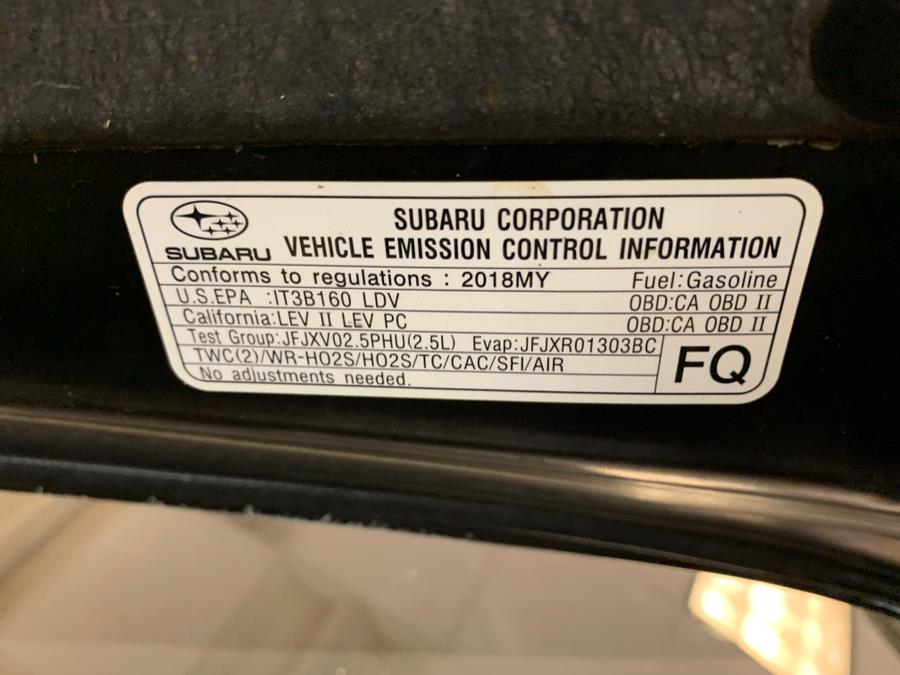 SUBARU
SUBARU CORPORATION
VEHICLE EMISSION CONTROL INFORMATION
Conforms to regulations : 2018MY Fuel:Gasoline
U.S.EPA :IT3B160 LDV OBD:CA OBD II
California:LEV II LEV PC OBD:CA OBD II
Test Group:JFJXV02.5PHU(2.5L) Evap:JFJXR01303BC
TWC(2)/WR-HO2S/HO2S/TC/CAC/SFI/AIR
No adjustments needed.
FQ